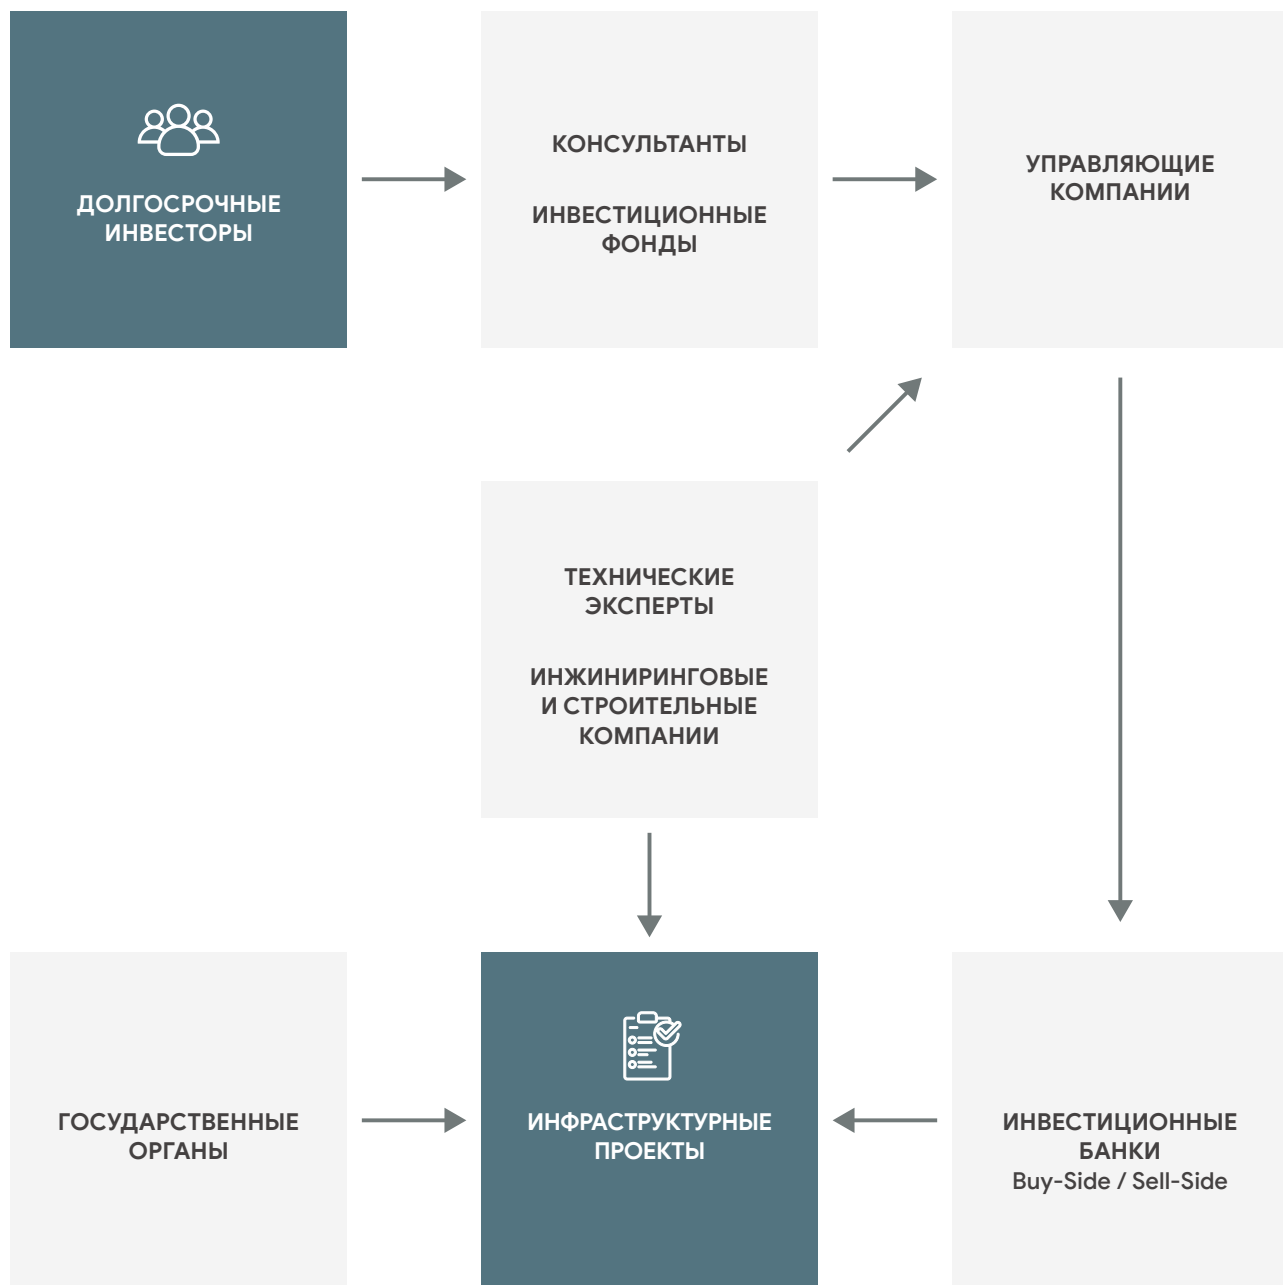 ДОЛГОСРОЧНЫЕ
ИНВЕСТОРЫ
КОНСУЛЬТАНТЫ
ИНВЕСТИЦИОННЫЕ
ФОНДЫ
УПРАВЛЯЮЩИЕ
КОМПАНИИ
ТЕХНИЧЕСКИЕ
ЭКСПЕРТЫ
ИНЖИНИРИНГОВЫЕ
И СТРОИТЕЛЬНЫЕ
КОМПАНИИ
ГОСУДАРСТВЕННЫЕ
ОРГАНЫ
ИНФРАСТРУКТУРНЫЕ
ПРОЕКТЫ
ИНВЕСТИЦИОННЫЕ
БАНКИ
Buy-Side / Sell-Side